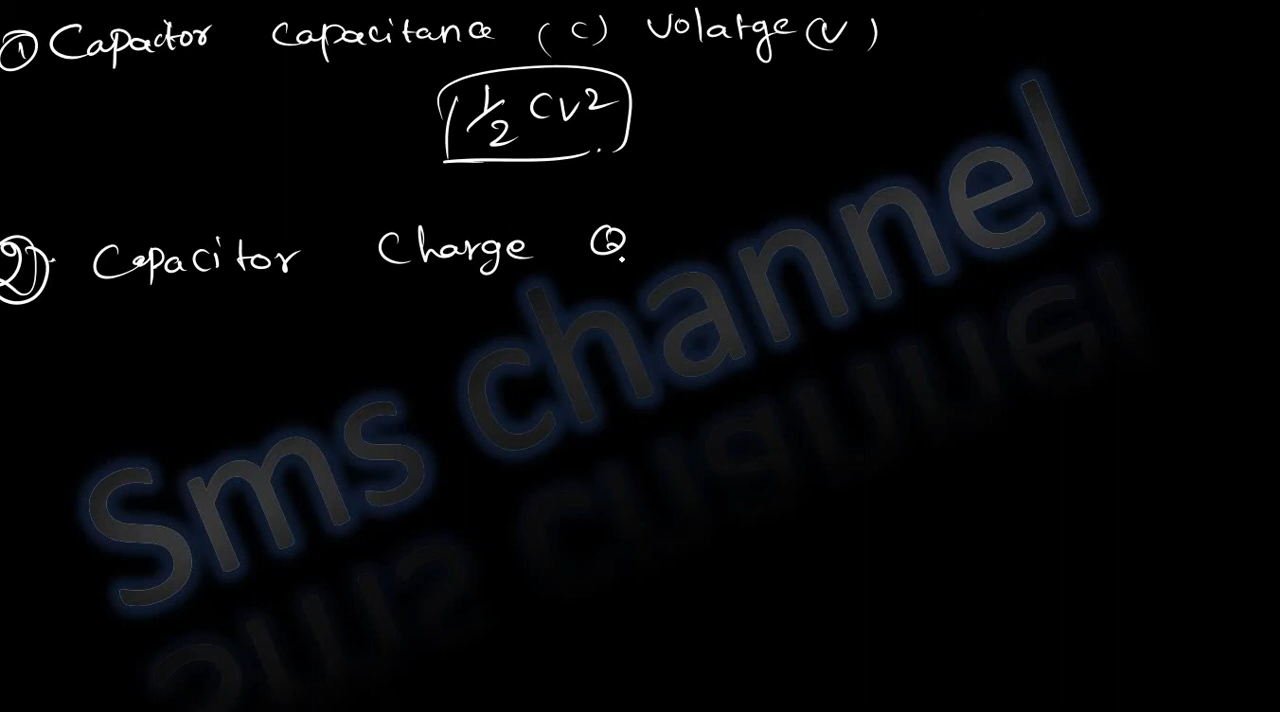 ① Capactor Capacitance (C) Volatge (V)
1/2 CV²
2) Capacitor Charge Q.
Sms channel